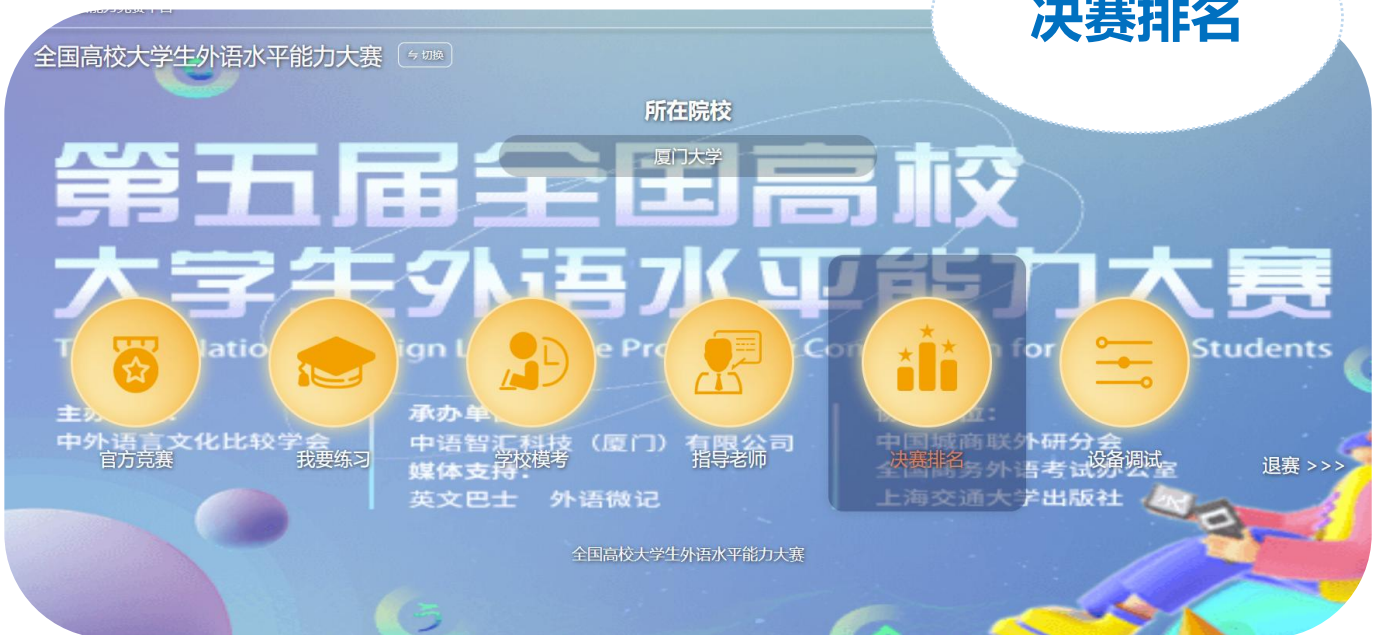 决赛排名
全国高校大学生外语水平能力大赛 切换
所在院校
厦门大学
第五届全国高校
大学生外语水平能力大赛
Students
承办单
中外语言文化比较学会
中语智汇科技（厦门）有限公司
中国城商联外研分会
官方竞赛 我要练习 学校模考 指导老师 决赛排名 设备调试 退赛 >>>
媒体支持：
全国商务外语考试办公室
英文巴士 外语微记
上海交通大学出版社
全国高校大学生外语水平能力大赛